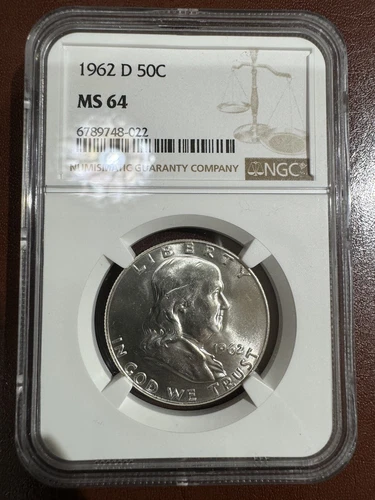 1962 D 50C
MS 64
6789748-022
NUMISMATIC GUARANTY COMPANY
NGC
LIBERTY
1962
IN GOD WE TRUST